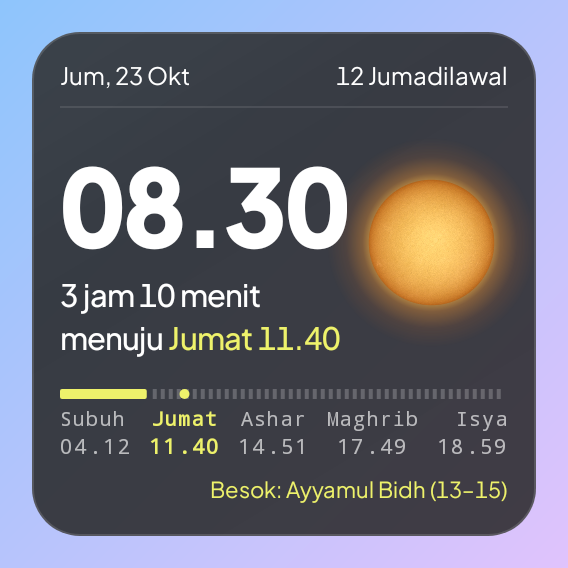 Jum, 23 Okt 12 Jumadilawal
08.30
3 jam 10 menit
menuju Jumat 11.40
Subuh Jumat Ashar Maghrib Isya
04.12 11.40 14.51 17.49 18.59
Besok: Ayyamul Bidh (13–15)